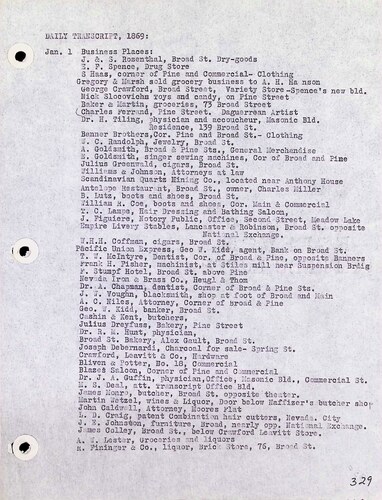 DAILY TRANSCRIPT, 1869:
Jan. 1 Business Places:
J. & S. Rosenthal, Broad St. Dry-goods
E. F. Spence, Drug Store
S Haas, corner of Pine and Commercial- Clothing
Gregory & Marsh sold grocery business to A. H. Hanson
George Crawford, Broad Street, Variety Store-Spence's new bld.
Nick Slocovich toys and candy, on Pine Street
Baker & Martin, groceries, 73 Broad Street
Charles Ferrand, Pine Street. Daguerrean Artist
Dr. H. Tiling, physician and accoucheur, Masonic Bld.
Residence, 139 Broad St.
Banner Brothers, Cor. Pine and Broad St.- Clothing
W. C. Randolph, Jewelry, Broad St.
A. Goldsmith, Broad & Pine Sts., General Merchandise
E. Goldsmith, singer sewing machines, Cor of Broad and Pine
Julius Greenwald, cigars, Broad St.
Williams & Johnson, Attorneys at law
Scandinavian Quartz Mining Co., located near Anthony House
Antelope Restaurant, Broad St., owner, Charles Miller
B. Lutz, boots and shoes, Broad St.
William H. Coe, boots and shoes, Cor. Main & Commercial
T. C. Lampe, Hair Dressing and Bathing Saloon,
J. Piguiere, Notory Public, Office, Second Street, Meadow Lake
Empire Livery Stables, Lancaster & Robinson, Broad St. opposite
National Exchange.
W.H.H. Coffman, cigars, Broad St.
Pacific Union Express, Geo W. Kidd, agent, Bank on Broad St.
T. W. McIntyre, Dentist, Cor. of Broad & Pine, opposite Banners
Frank H. Fisher, machinist, at Stiles mill near Suspension Brdig
F. Stumpf Hotel, Broad St. above Pine
Nevada Iron & Brass Co., Heugl & Thom
Dr. A. Chapman, dentist, Corner of Broad & Pine Sts.
J. W. Vaughn, blacksmith, shop at foot of Broad and Main
A. C. Niles, Attorney, Corner of Broad & Pine
Geo. W. Kidd, banker, Broad St.
Cashin & Kent, butchers,
Julius Dreyfuss, Bakery, Pine Street
Dr. R. M. Hunt, physician,
Broad St. Bakery, Alex Gault, Broad St.
Joseph Debernardi, Charcoal for sale- Spring St.
Crawford, Leavitt & Co., Hardware
Bliven & Potter, No. 18, Commercial
Blazes Saloon, Corner of Pine and Commercial
Dr. J. A. Guffin, physician, Office, Masonic Bld., Commercial St.
M. S. Deal, att. Transcript Office Bld.
James Monro, butcher, Broad St. opposite theater.
Martin Wetzel, wines & Liquor, Door below Naffiser's butcher shop
John Caldwell, Attorney, Moores Flat
N. D. Craig, patent Combination hair cutters, Nevada. City
J. E. Johnston, furniture, Broad, nearly opp. National Exchange.
James Colley, Broad St., below Crawford Leavitt Store.
A. W. Lester, groceries and liquors
R. Fininger & Co., liquor, Brick Store, 76, Broad St.
329